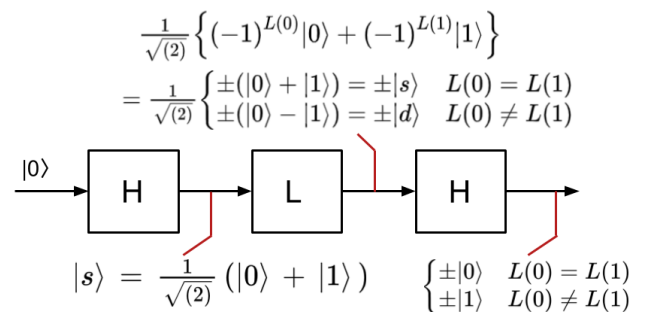 1/√(2) {(-1)^{L(0)}|0⟩ + (-1)^{L(1)}|1⟩}
= 1/√(2) { ±(|0⟩ + |1⟩) = ±|s⟩ L(0) = L(1)
±(|0⟩ − |1⟩) = ±|d⟩ L(0) ≠ L(1)
|0⟩
H
L
H
|s⟩ = 1/√(2) (|0⟩ + |1⟩)
{ ±|0⟩ L(0) = L(1)
±|1⟩ L(0) ≠ L(1)